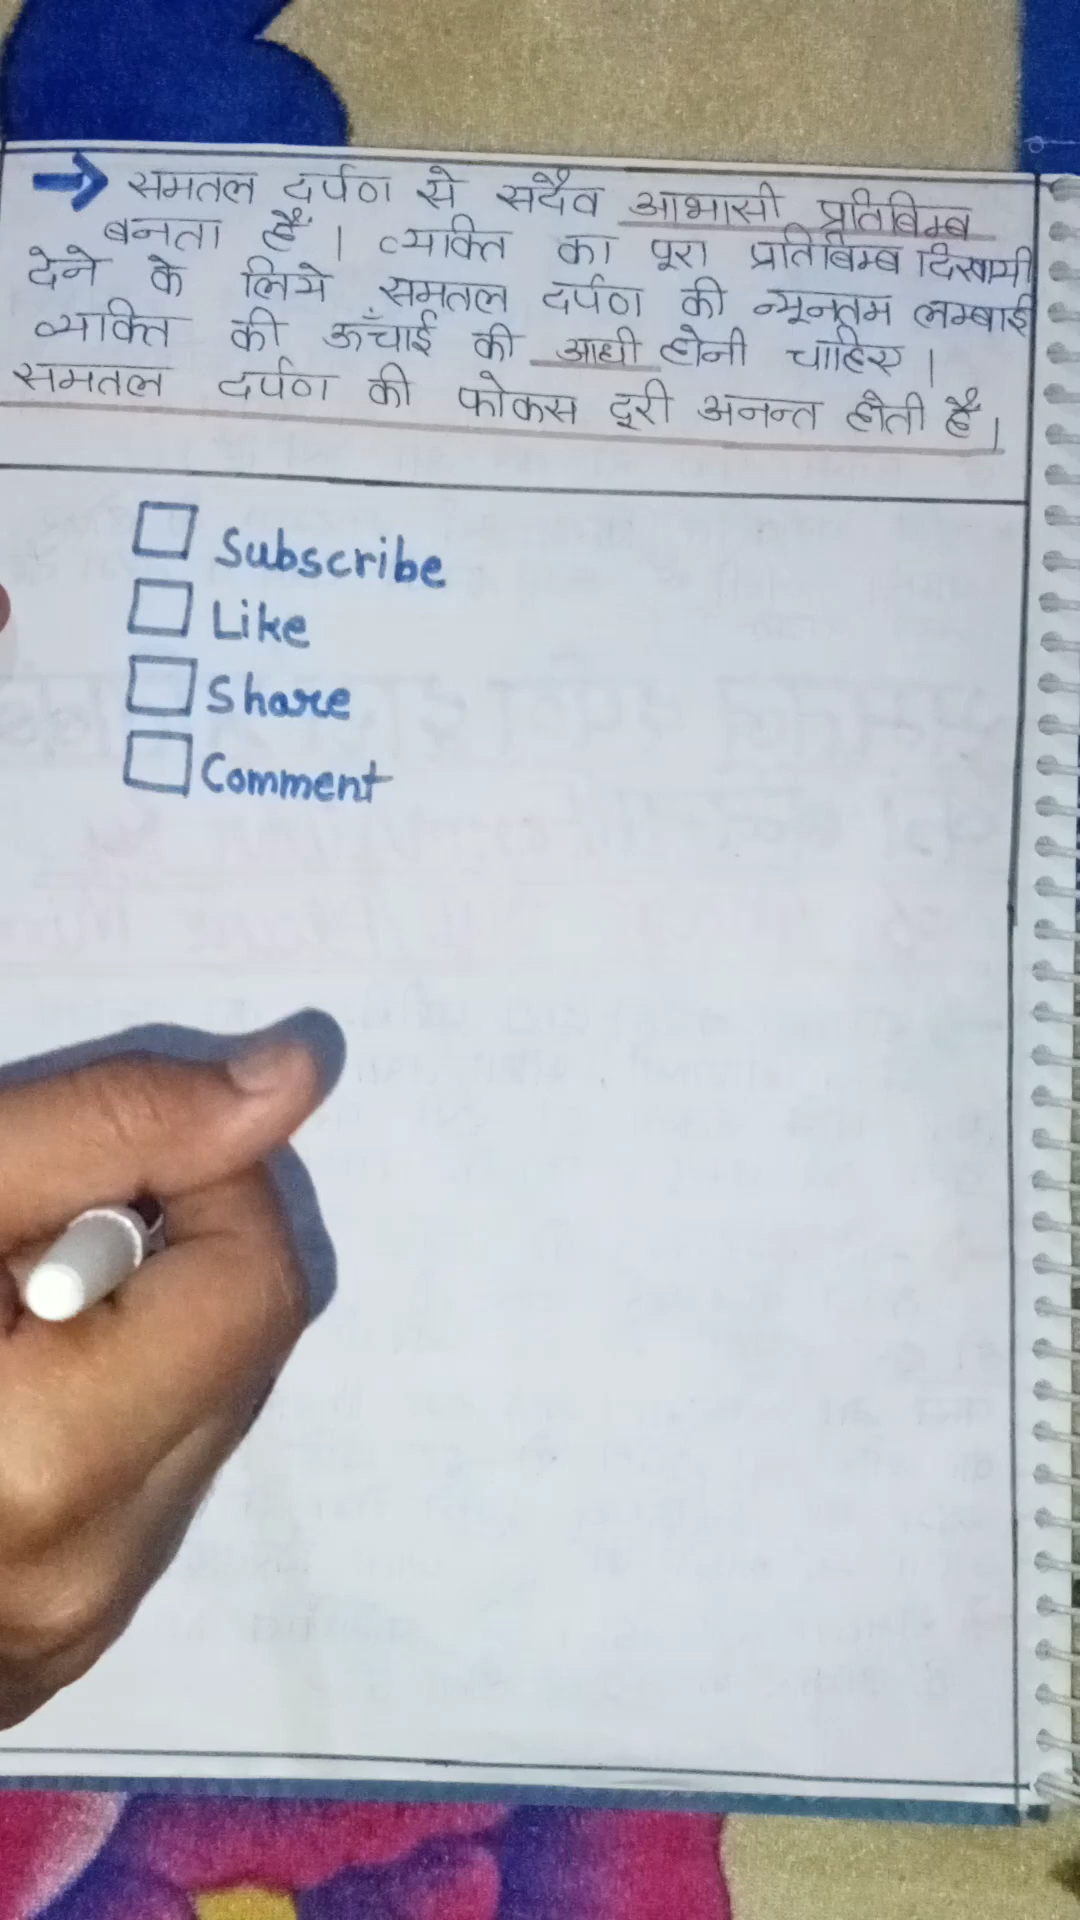 समतल दर्पण से सदैव आभासी प्रतिबिम्ब
बनता है। व्यक्ति का पूरा प्रतिबिम्ब दिखायी
देने के लिये समतल दर्पण की न्यूनतम लम्बाई
व्यक्ति की ऊँचाई की आधी होनी चाहिए।
समतल दर्पण की फोकस दूरी अनन्त होती है।
Subscribe
Like
Share
Comment